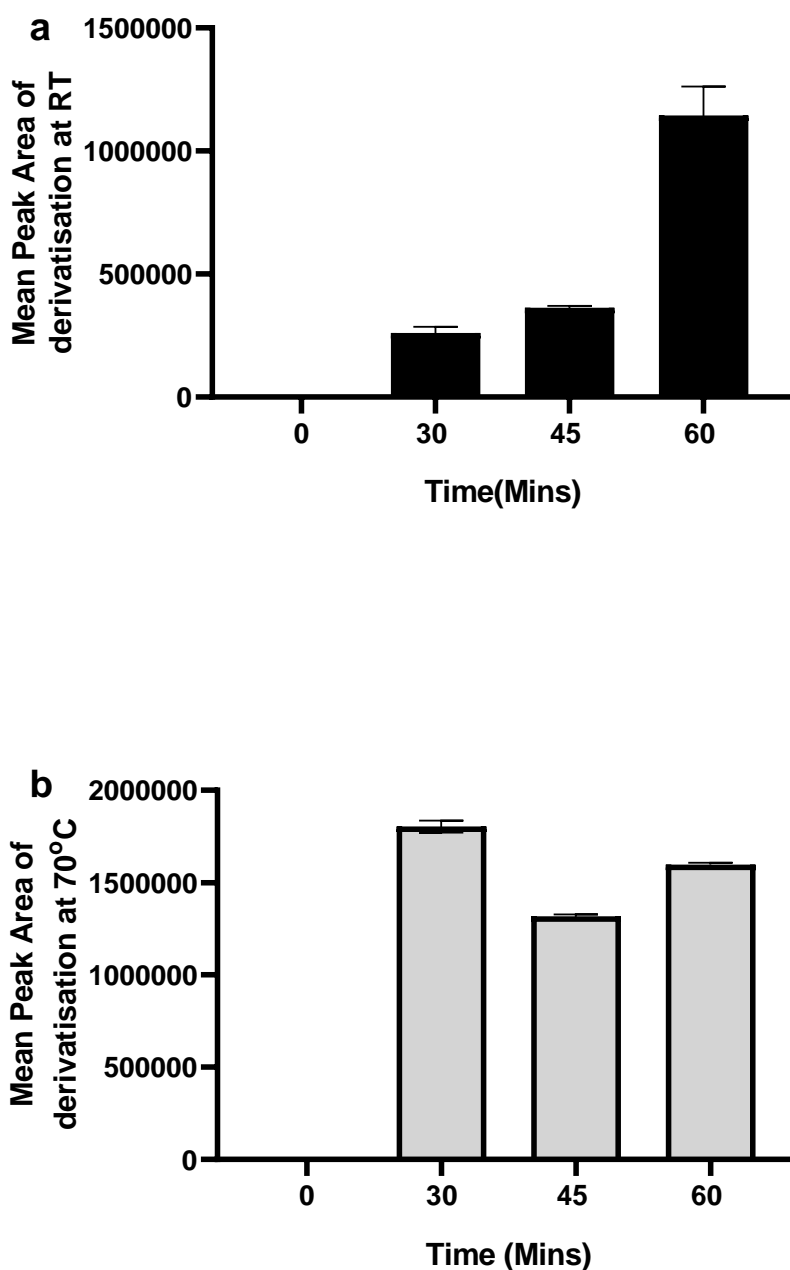 a
Mean Peak Area of
derivatisation at RT
1500000
1000000
500000
0
0 30 45 60
Time(Mins)
b
Mean Peak Area of
derivatisation at 70°C
2000000
1500000
1000000
500000
0
0 30 45 60
Time (Mins)